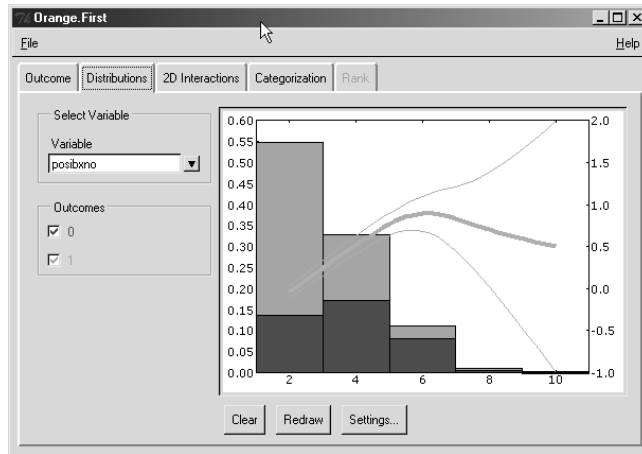 Orange.First
File Help
Outcome Distributions 2D Interactions Categorization Rank
Select Variable
Variable
posibxno
Outcomes
0
1
0.60
0.55
0.50
0.45
0.40
0.35
0.30
0.25
0.20
0.15
0.10
0.05
0.00
2 4 6 8 10
2.0
1.5
1.0
0.5
0.0
-0.5
-1.0
Clear Redraw Settings...